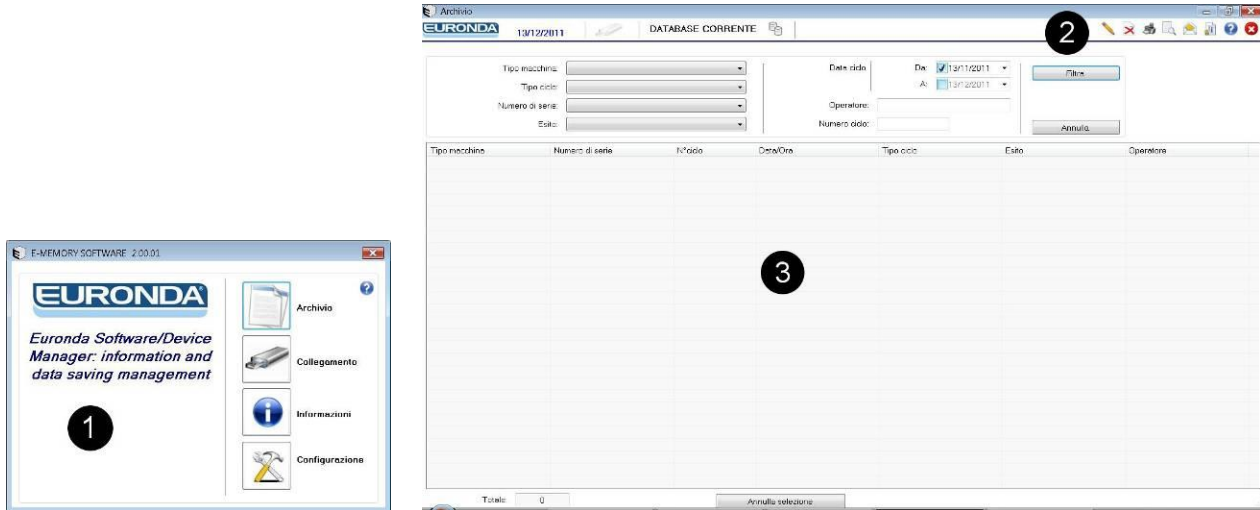 E-MEMORY SOFTWARE 2.00.01
EURONDA
Euronda Software/Device
Manager: information and
data saving management
1
Archivio
Collegamento
Informazioni
Configurazione
Archivio
EURONDA
13/12/2011
DATABASE CORRENTE
2
Tipo macchina:
Tipo ciclo:
Numero di serie:
Esito:
Data ciclo
Da: 13/11/2011
A: 13/12/2011
Operatore:
Numero ciclo:
Filtra
Annulla
Tipo macchina Numero di serie N°ciclo Data/Ora Tipo ciclo Esito Operatore
3
Totale 0
Annulla selezione